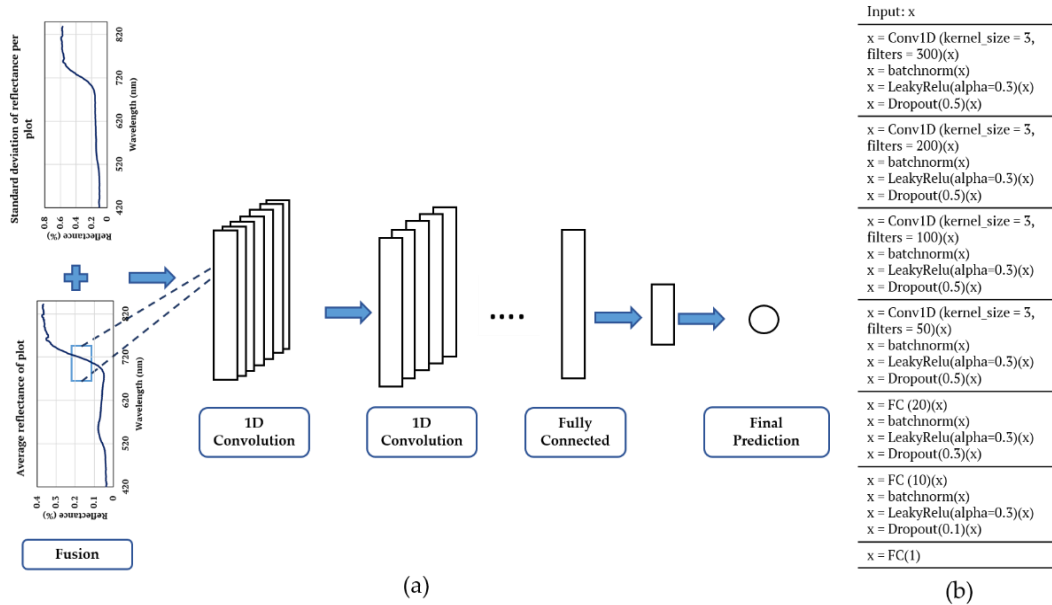 Standard deviation of reflectance per
plot
Reflectance (%)
0.8
0.6
0.4
0.2
0
420
520
620
720
820
Wavelength (nm)
Average reflectance of plot
Reflectance (%)
0.4
0.3
0.2
0.1
0
420
520
620
720
820
Wavelength (nm)
Fusion
1D
Convolution
1D
Convolution
....
Fully
Connected
Final
Prediction
(a)
Input: x
x = Conv1D (kernel_size = 3,
filters = 300)(x)
x = batchnorm(x)
x = LeakyRelu(alpha=0.3)(x)
x = Dropout(0.5)(x)
x = Conv1D (kernel_size = 3,
filters = 200)(x)
x = batchnorm(x)
x = LeakyRelu(alpha=0.3)(x)
x = Dropout(0.5)(x)
x = Conv1D (kernel_size = 3,
filters = 100)(x)
x = batchnorm(x)
x = LeakyRelu(alpha=0.3)(x)
x = Dropout(0.5)(x)
x = Conv1D (kernel_size = 3,
filters = 50)(x)
x = batchnorm(x)
x = LeakyRelu(alpha=0.3)(x)
x = Dropout(0.5)(x)
x = FC (20)(x)
x = batchnorm(x)
x = LeakyRelu(alpha=0.3)(x)
x = Dropout(0.3)(x)
x = FC (10)(x)
x = batchnorm(x)
x = LeakyRelu(alpha=0.3)(x)
x = Dropout(0.1)(x)
x = FC(1)
(b)